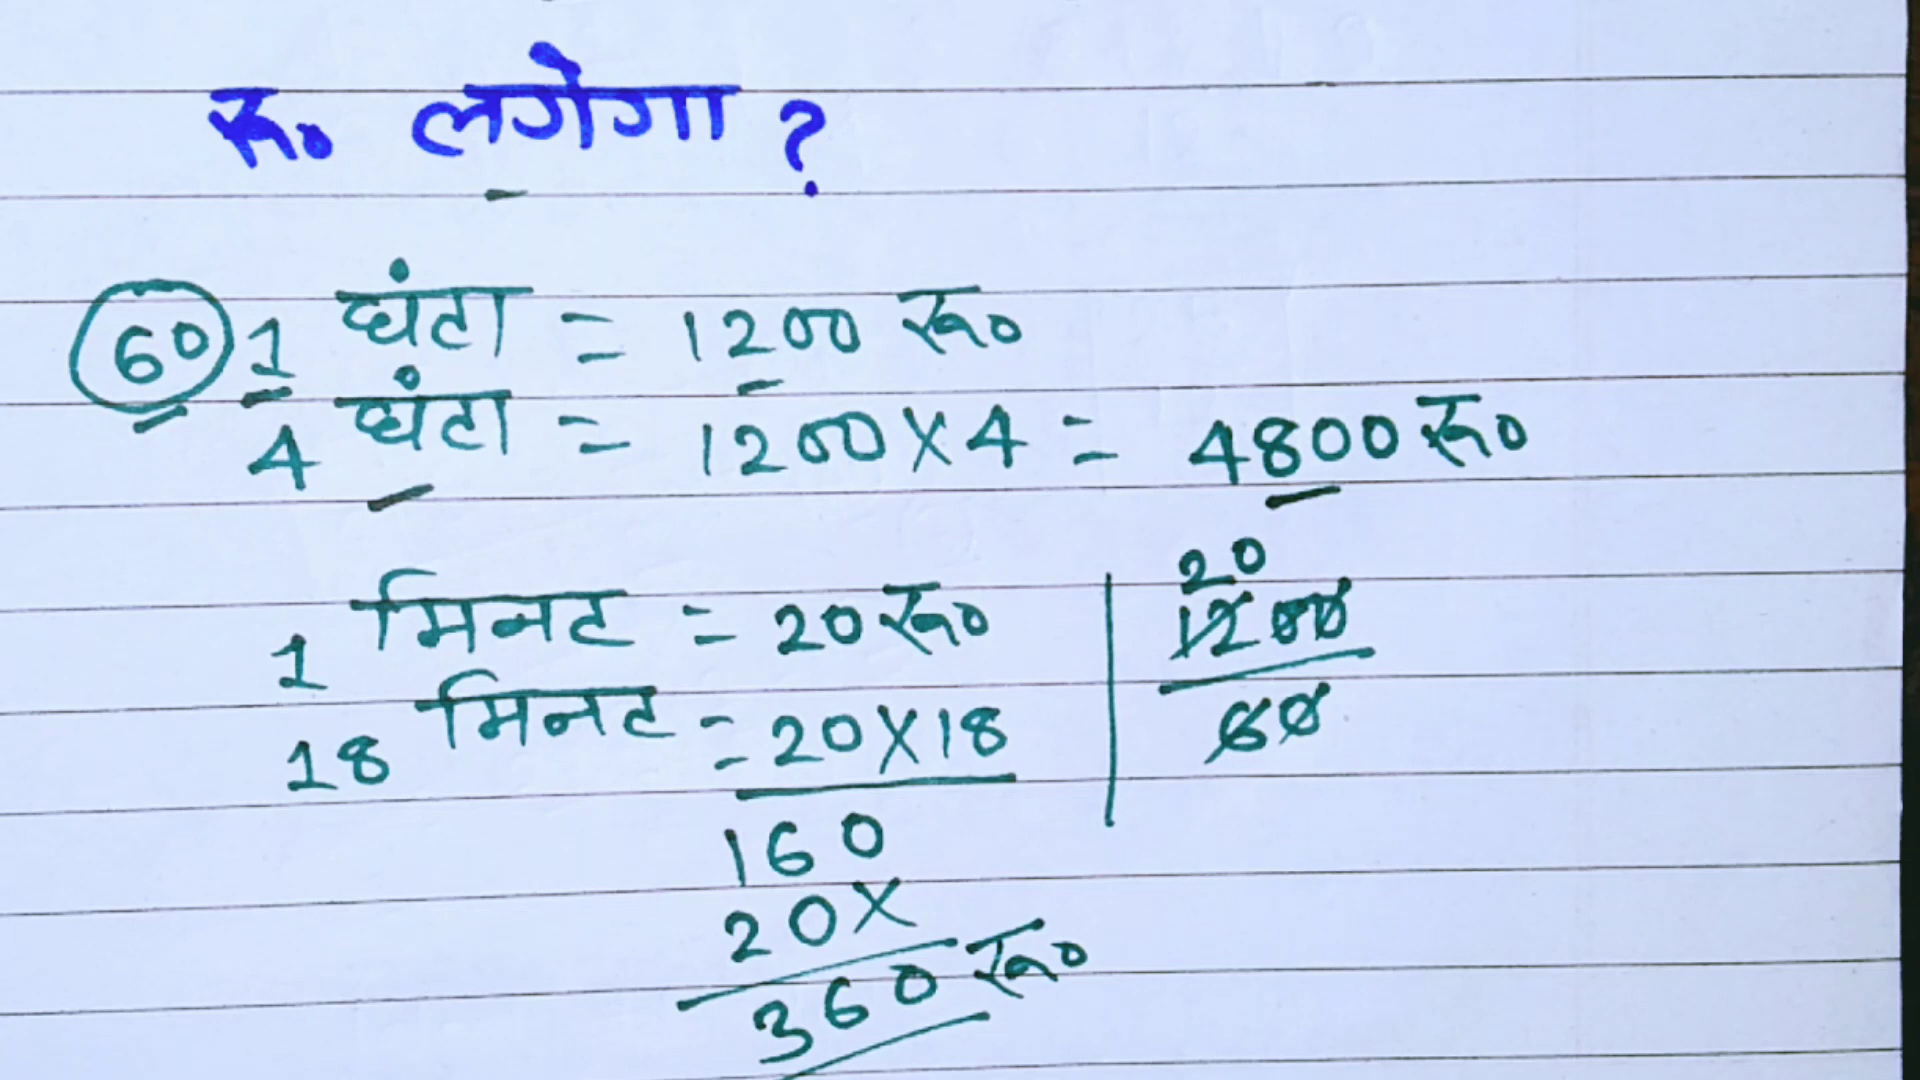 रू० लगेगा ?
60 1 घंटा = 1200 रू०
4 घंटा = 1200 X 4 = 4800 रू०
1 मिनट = 20 रू०
18 मिनट = 20 X 18
160
20 X
360 रू०
20
1200
60